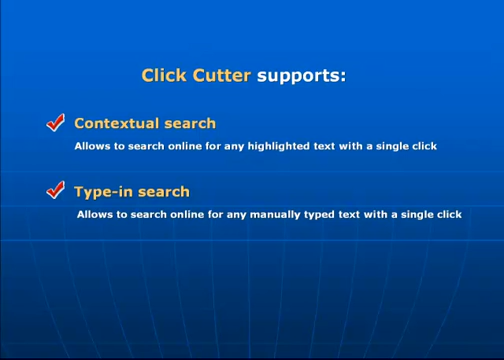 Click Cutter supports:
Contextual search
Allows to search online for any highlighted text with a single click
Type-in search
Allows to search online for any manually typed text with a single click